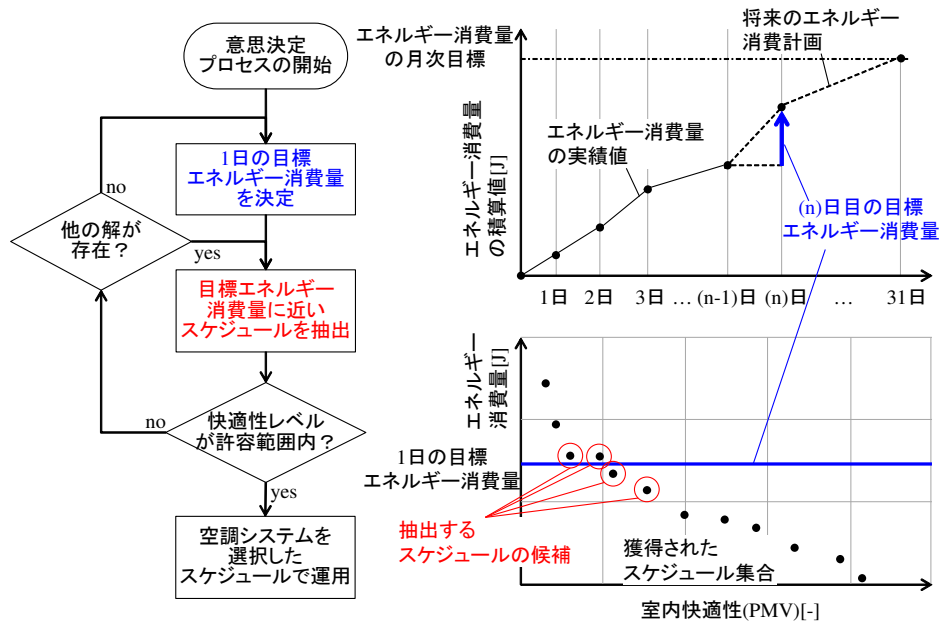 意思決定
プロセスの開始
1日の目標
エネルギー消費量
を決定
no
他の解が
存在？
yes
目標エネルギー
消費量に近い
スケジュールを抽出
no
快適性レベル
が許容範囲内？
yes
空調システムを
選択した
スケジュールで運用
エネルギー消費量
の月次目標
将来のエネルギー
消費計画
エネルギー消費量
の積算値[J]
エネルギー消費量
の実績値
(n)日目の目標
エネルギー消費量
1日 2日 3日 … (n-1)日 (n)日 … 31日
エネルギー
消費量[J]
1日の目標
エネルギー消費量
抽出する
スケジュールの候補
獲得された
スケジュール集合
室内快適性(PMV)[-]